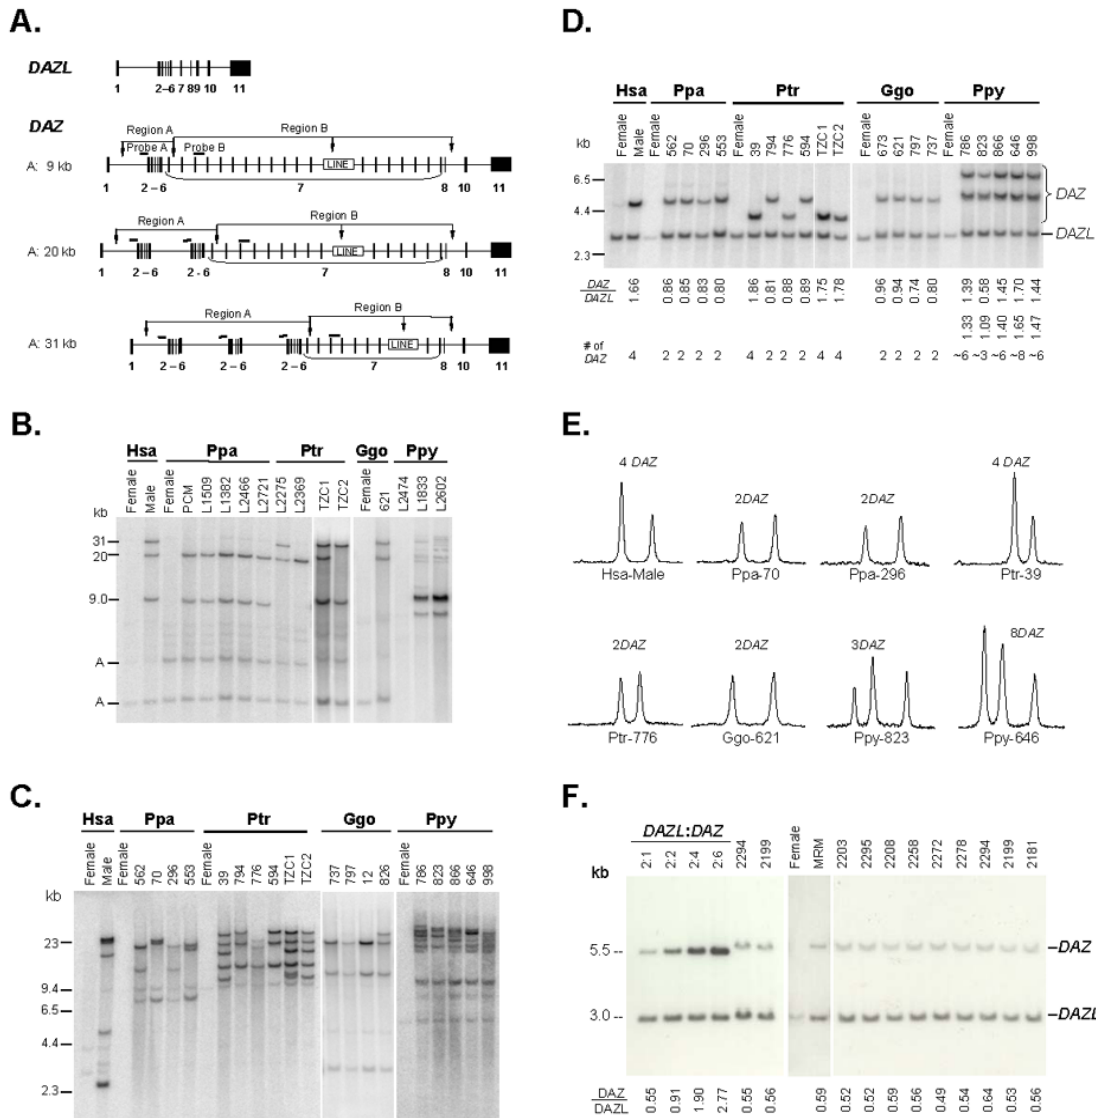 A.
DAZL
1 2–6 7 89 10 11
DAZ
Region A Region B
Probe A Probe B
A: 9 kb
LINE
1 2–6 7 8 10 11
Region A Region B
A: 20 kb
LINE
1 2–6 2–6 7 8 10 11
Region A Region B
A: 31 kb
LINE
1 2–6 2–6 2–6 7 8 10 11
B.
Hsa Ppa Ptr Ggo Ppy
Female Male Female PCM L1509 L1382 L2466 L2721 L2275 L2369 TZC1 TZC2 Female 621 L2474 L1833 L2602
kb
31
20
9.0
A
A
C.
Hsa Ppa Ptr Ggo Ppy
Female Male Female 562 70 296 553 Female 39 794 776 594 TZC1 TZC2 737 797 12 826 Female 786 823 866 646 998
kb
23
9.4
6.5
4.4
2.3
D.
Hsa Ppa Ptr Ggo Ppy
Female Male Female 562 70 296 553 Female 39 794 776 594 TZC1 TZC2 Female 673 621 797 737 Female 786 823 866 646 998
kb
6.5
DAZ
4.4
DAZL
2.3
DAZ
DAZL
1.66 0.86 0.85 0.83 0.80 1.86 0.81 0.88 0.89 1.75 1.78 0.96 0.94 0.74 0.80 1.39 0.58 1.45 1.70 1.44
1.33 1.09 1.40 1.65 1.47
# of
DAZ
4 2 2 2 2 4 2 2 2 4 4 2 2 2 2 ~6 ~3 ~6 ~8 ~6
E.
4 DAZ 2DAZ 2DAZ 4 DAZ
Hsa-Male Ppa-70 Ppa-296 Ptr-39
2DAZ 2DAZ 3DAZ 8DAZ
Ptr-776 Ggo-621 Ppy-823 Ppy-646
F.
DAZL:DAZ
2:1 2:2 2:4 2:6 2294 2199 Female MRM 2203 2295 2208 2258 2272 2278 2294 2199 2181
kb
5.5 -- –DAZ
3.0 -- –DAZL
DAZ
DAZL
0.55 0.91 1.90 2.77 0.55 0.56 0.59 0.52 0.52 0.59 0.56 0.49 0.54 0.64 0.53 0.56